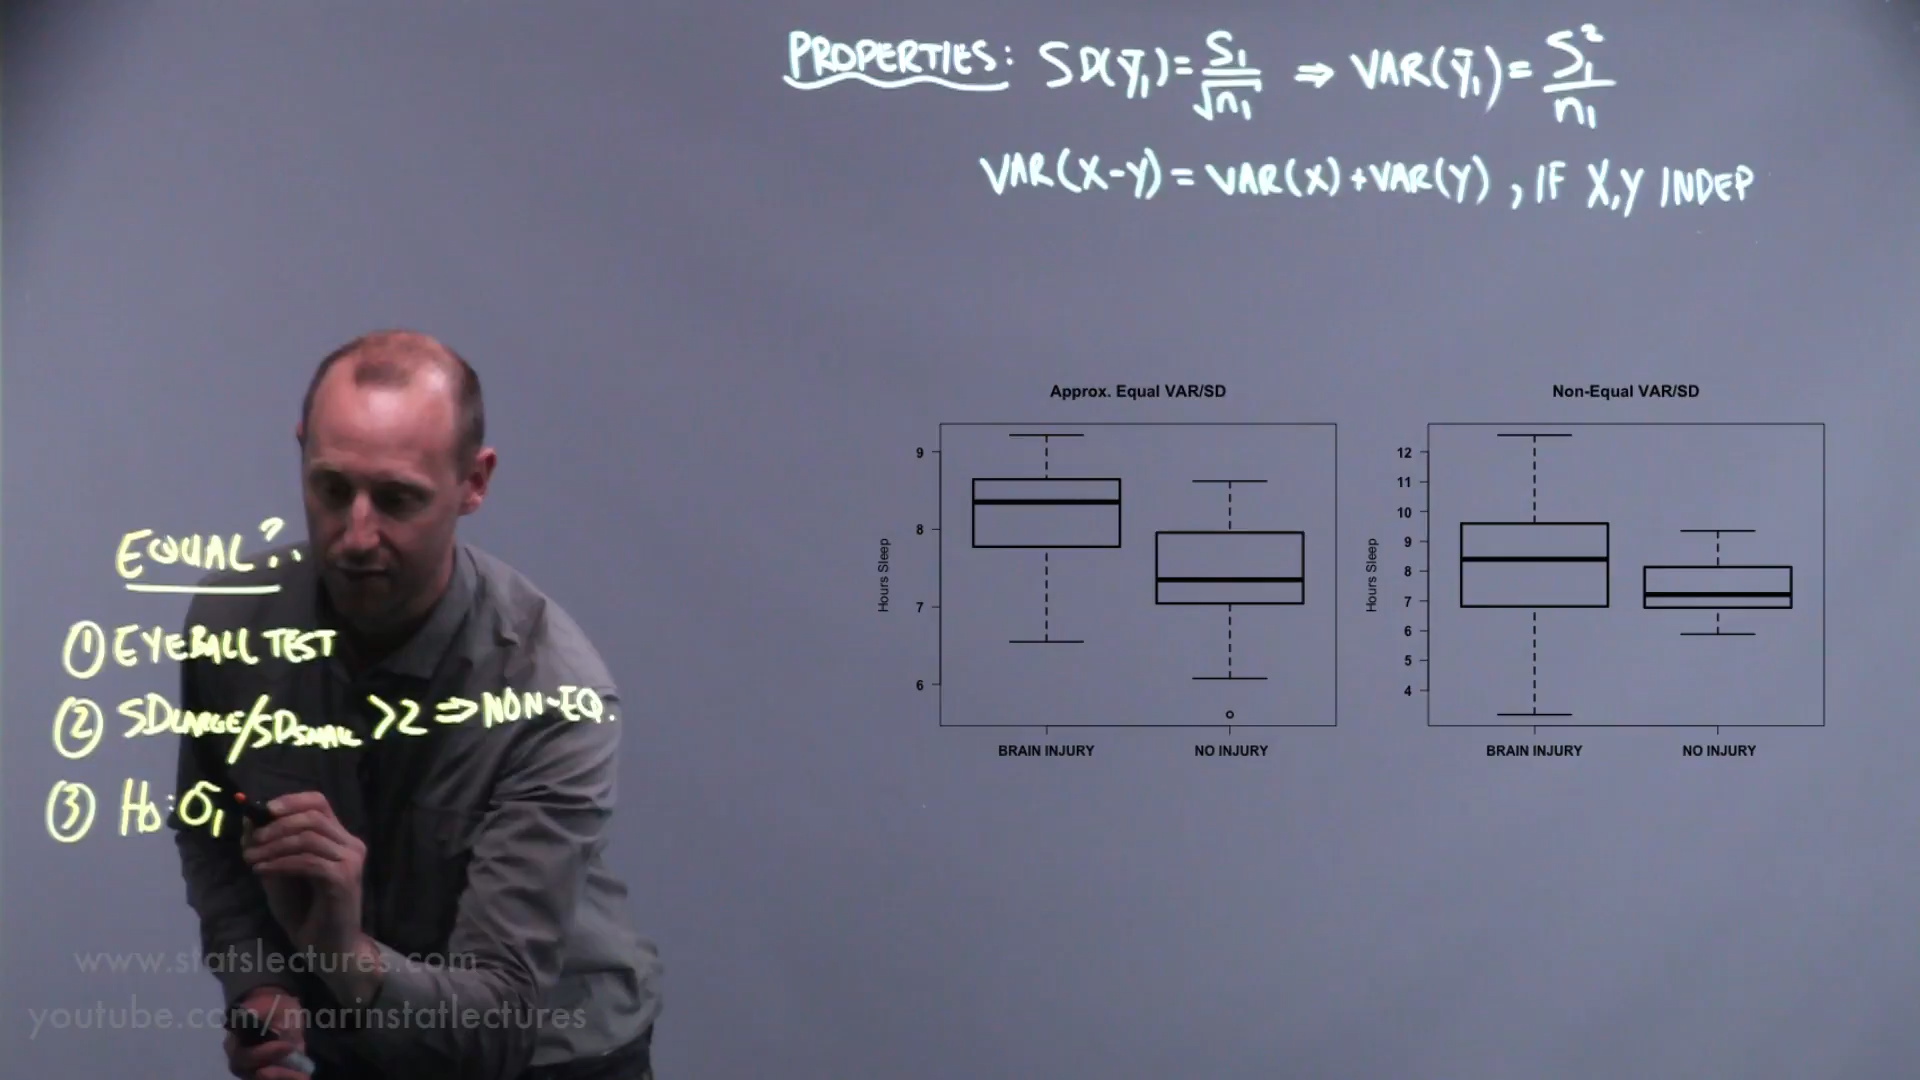 PROPERTIES: SD(ȳ₁)=S₁/√n₁ ⇒ VAR(ȳ₁)=S₁²/n₁
VAR(X-Y)=VAR(X)+VAR(Y), IF X,Y INDEP
EQUAL?:
① EYEBALL TEST
② SDLARGE/SDSMALL >2 ⇒ NON-EQ.
③ H₀:σ₁
Approx. Equal VAR/SD
Hours Sleep
9
8
7
6
BRAIN INJURY NO INJURY
Non-Equal VAR/SD
Hours Sleep
12
11
10
9
8
7
6
5
4
BRAIN INJURY NO INJURY
www.statslectures.com
youtube.com/marinstatlectures